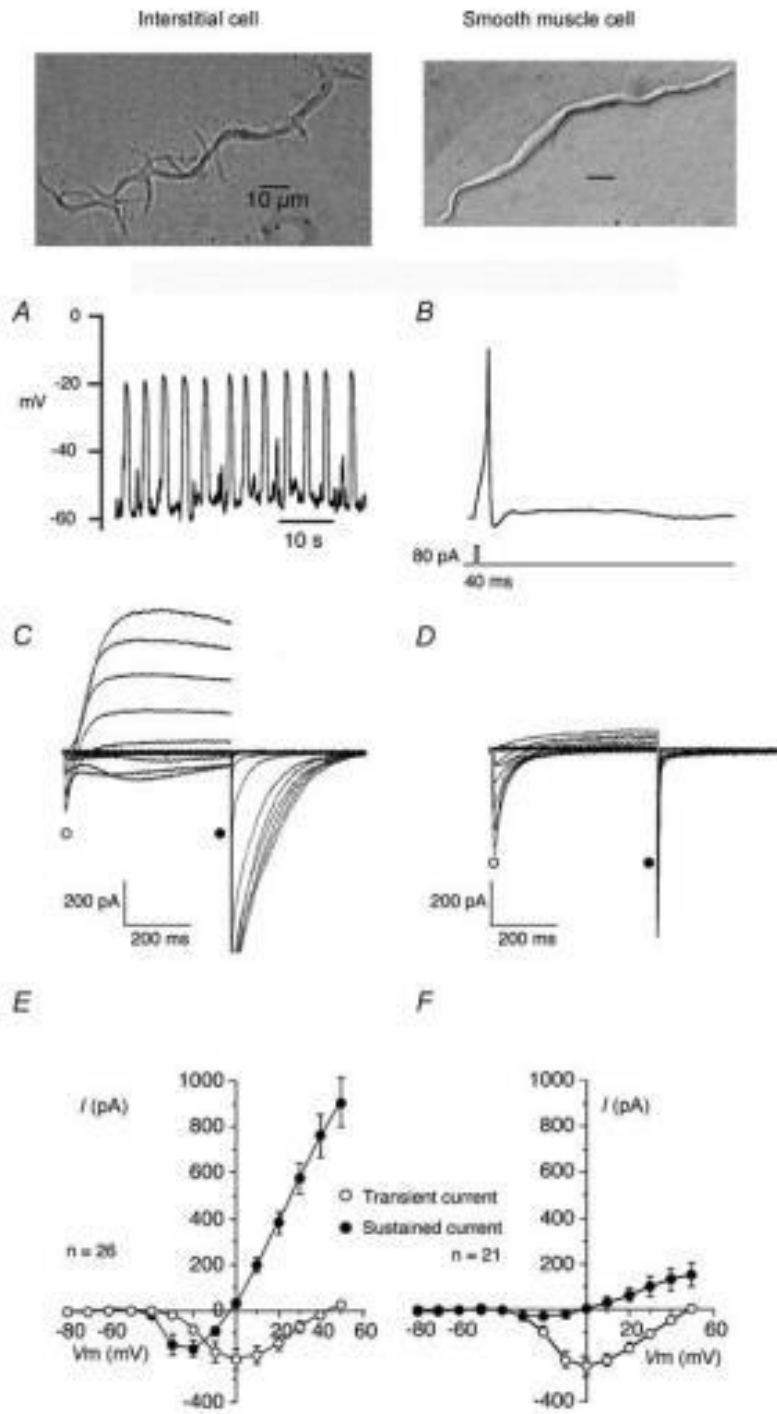 Interstitial cell
Smooth muscle cell
10 µm
A
0
-20
mV
-40
-60
10 s
B
80 pA
40 ms
C
200 pA
200 ms
D
200 pA
200 ms
E
1000
I (pA)
800
600
400
n = 26
200
0
-80 -60 20 40 60
Vm (mV)
-400
Transient current
Sustained current
F
1000
I (pA)
800
600
400
n = 21
200
0
-80 -60 20 60
Vm (mV)
-400